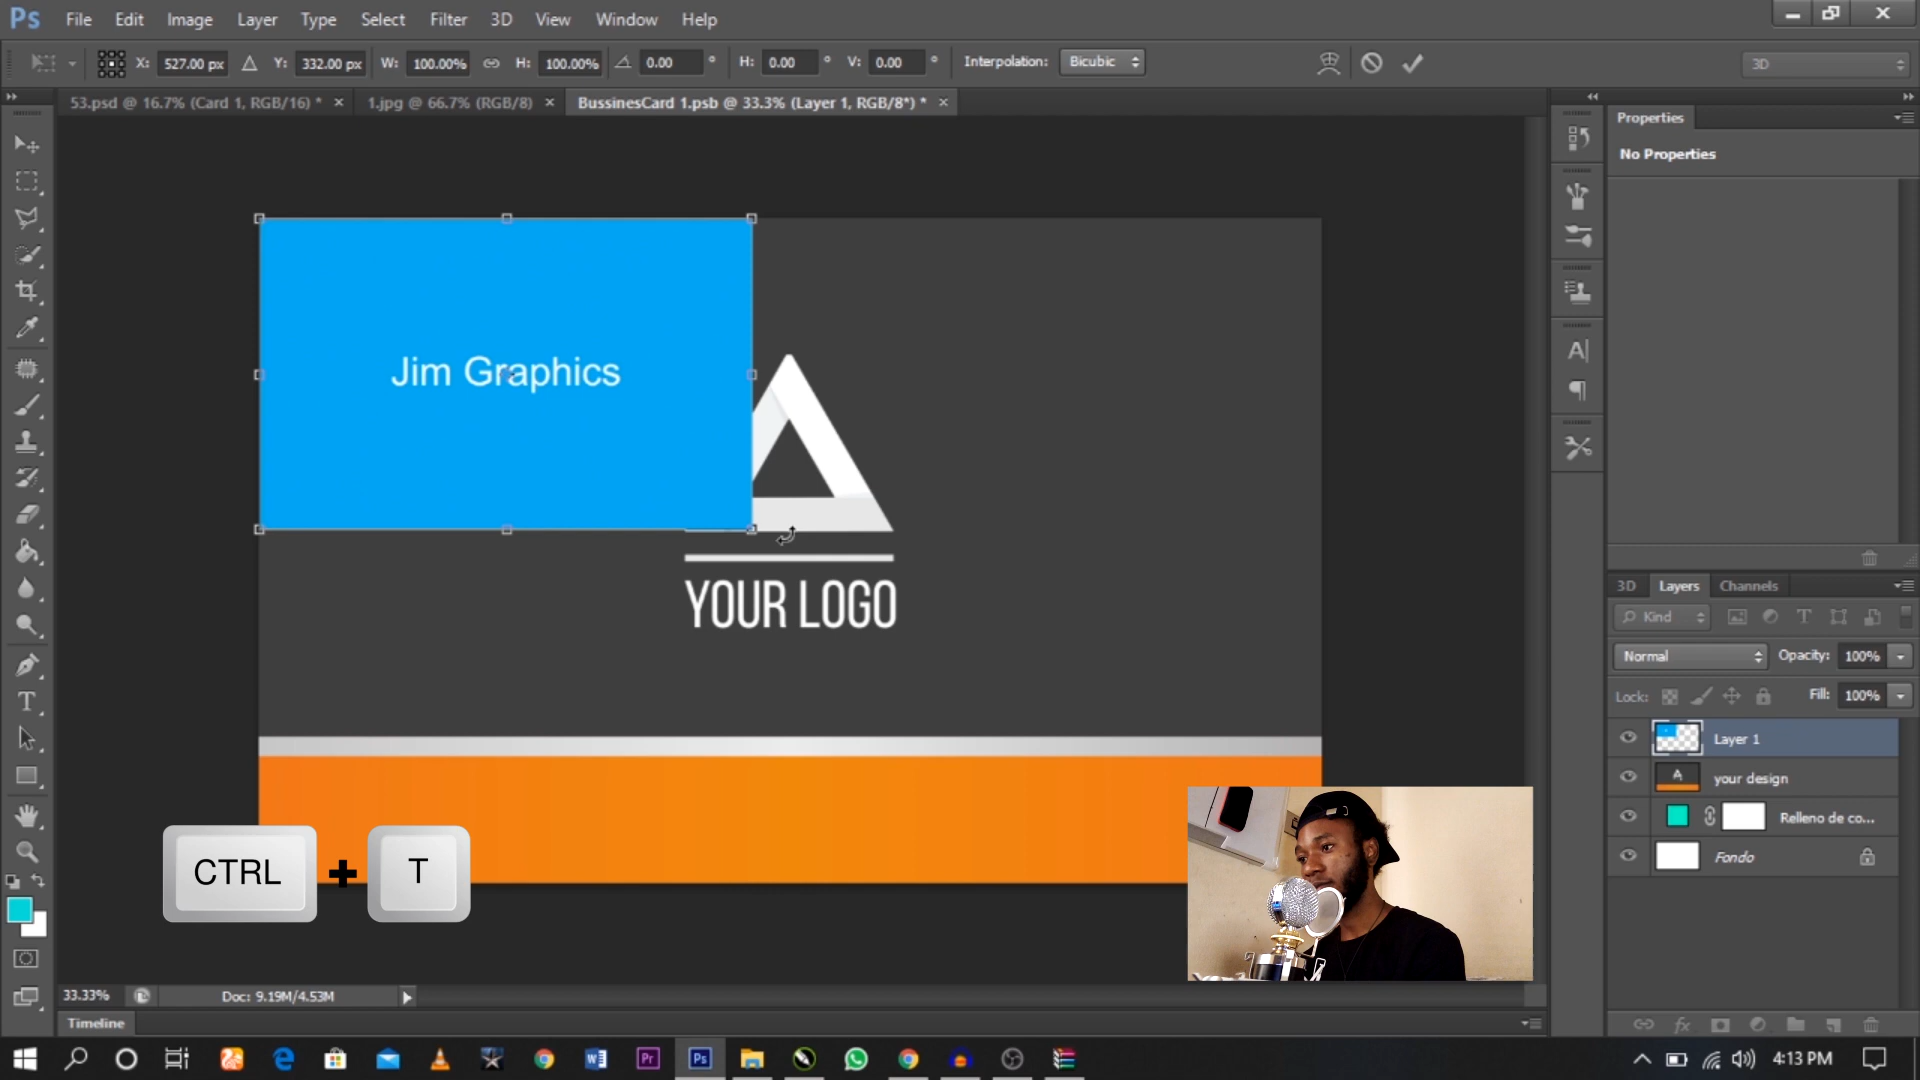 Ps File Edit Image Layer Type Select Filter 3D View Window Help
X: 527.00 px Y: 332.00 px W: 100.00% H: 100.00% 0.00 ° H: 0.00 ° V: 0.00 ° Interpolation: Bicubic 3D
53.psd @ 16.7% (Card 1, RGB/16) * × 1.jpg @ 66.7% (RGB/8) × BussinesCard 1.psb @ 33.3% (Layer 1, RGB/8*) * ×
Properties
No Properties
Jim Graphics
YOUR LOGO
CTRL + T
3D Layers Channels
Kind
Normal Opacity: 100%
Lock: Fill: 100%
Layer 1
your design
Relleno de co...
Fondo
33.33% Doc: 9.19M/4.53M
Timeline
4:13 PM